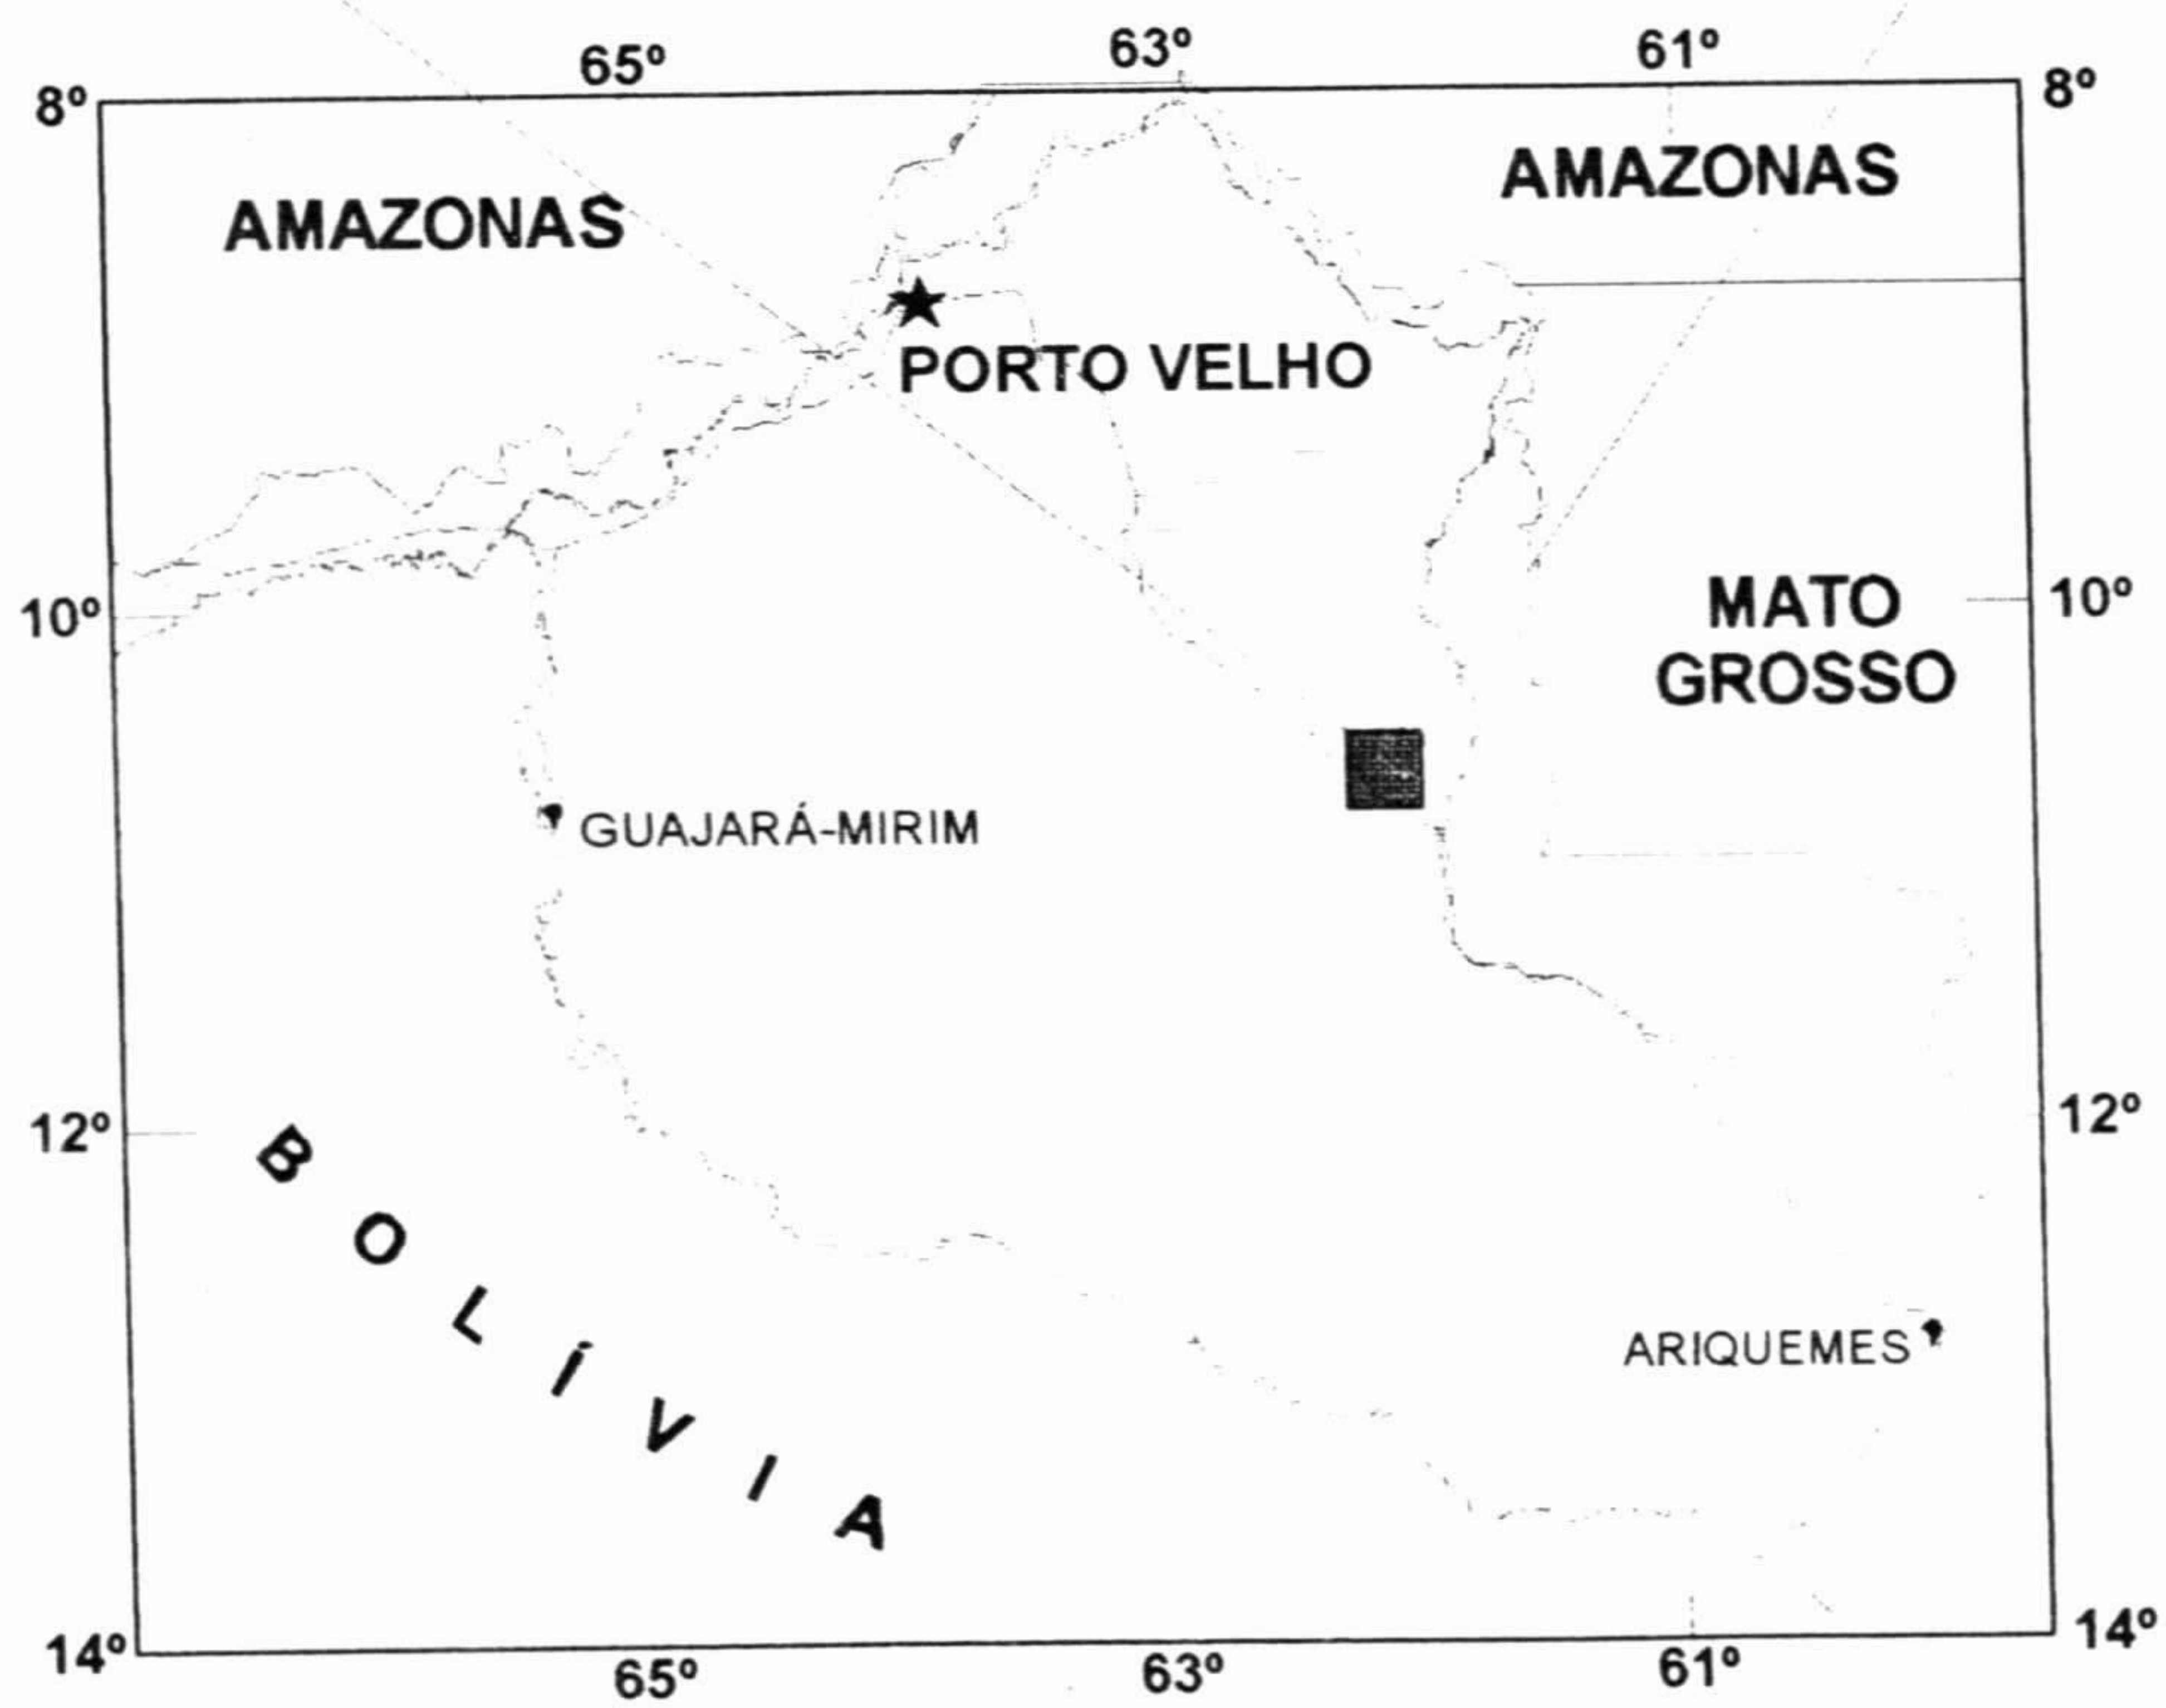 65º 63º 61º
8º 8º
AMAZONAS
AMAZONAS
PORTO VELHO
10º 10º
MATO
GROSSO
GUAJARÁ-MIRIM
12º 12º
BOLÍVIA
ARIQUEMES
14º 14º
65º 63º 61º